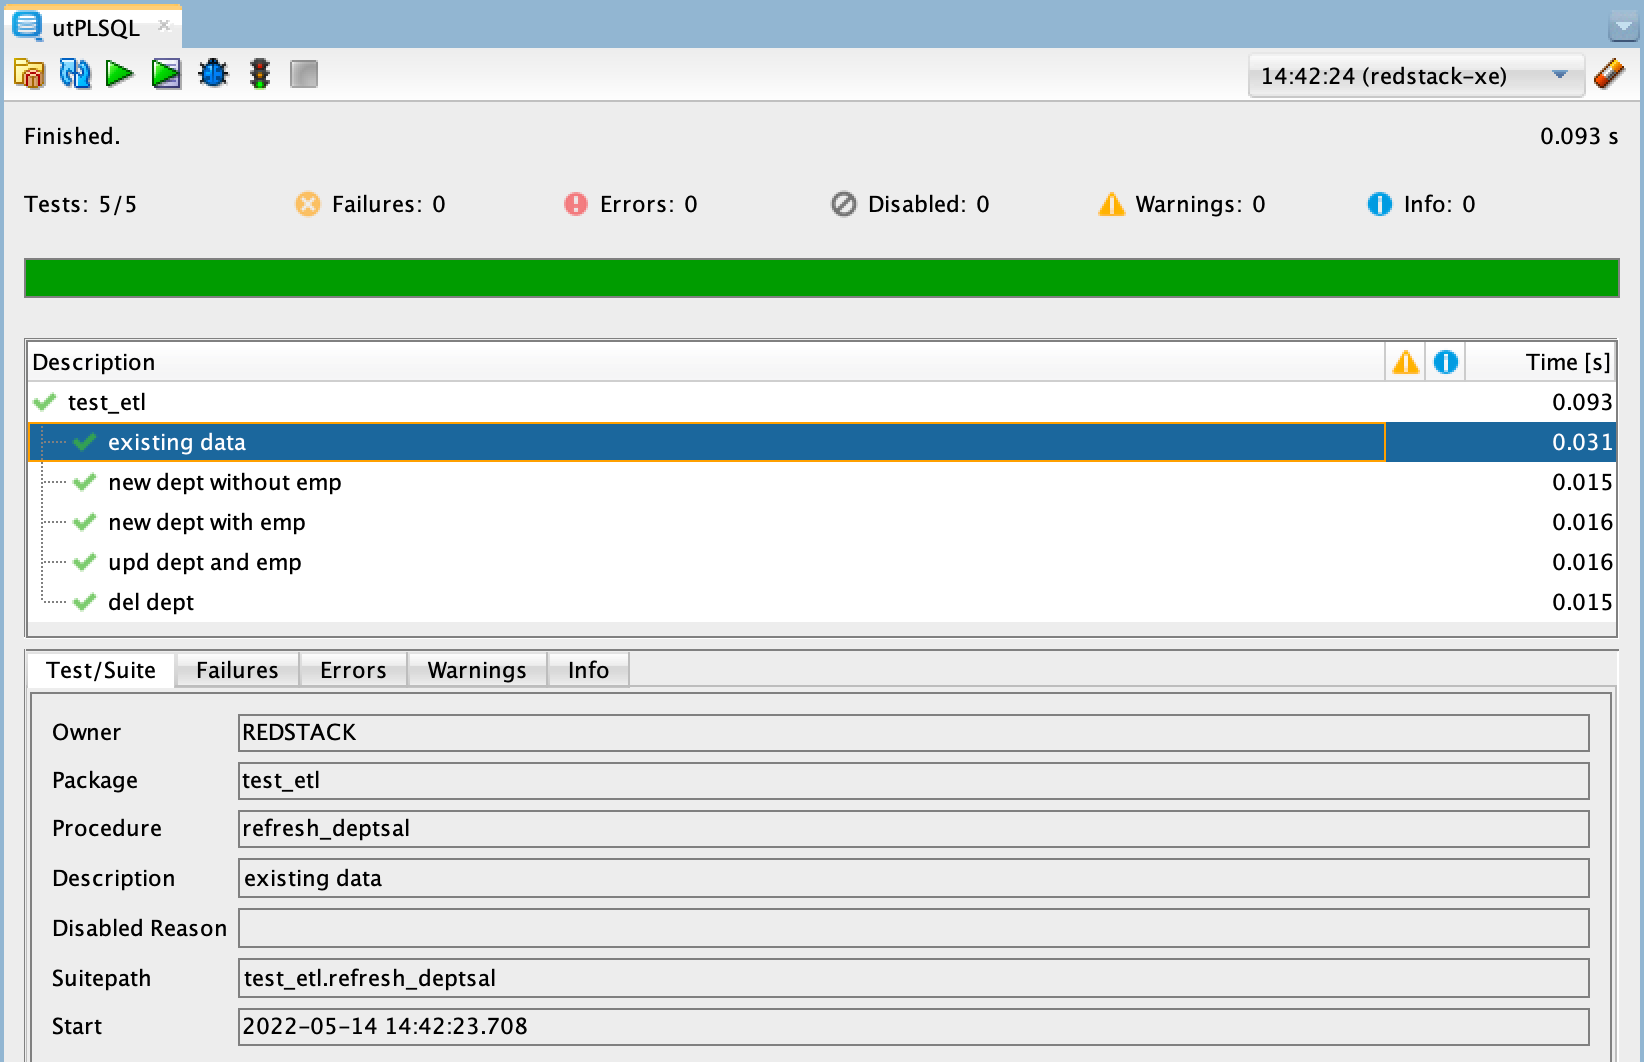 utPLSQL
14:42:24 (redstack-xe)
Finished. 0.093 s
Tests: 5/5 Failures: 0 Errors: 0 Disabled: 0 Warnings: 0 Info: 0
Description Time [s]
test_etl 0.093
existing data 0.031
new dept without emp 0.015
new dept with emp 0.016
upd dept and emp 0.016
del dept 0.015
Test/Suite Failures Errors Warnings Info
Owner REDSTACK
Package test_etl
Procedure refresh_deptsal
Description existing data
Disabled Reason
Suitepath test_etl.refresh_deptsal
Start 2022-05-14 14:42:23.708